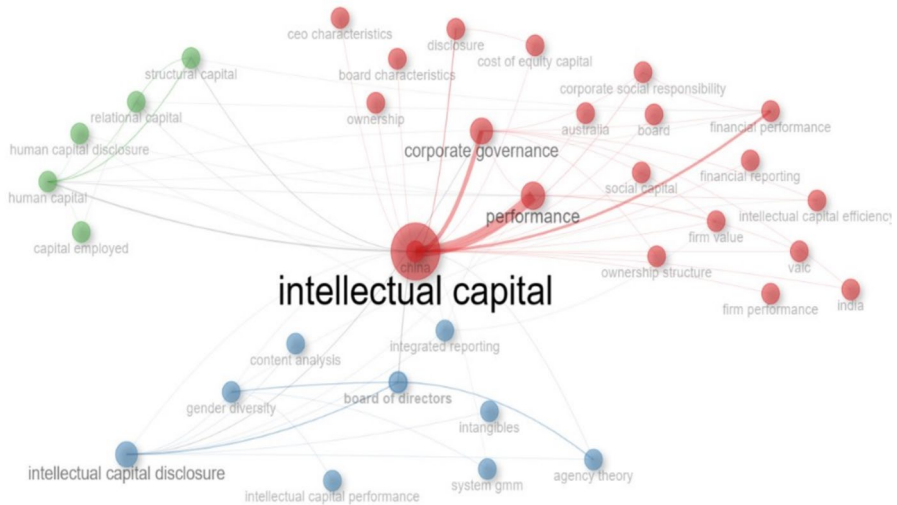 ceo characteristics
disclosure
cost of equity capital
structural capital
board characteristics
corporate social responsibility
relational capital
ownership
australia
board
financial performance
human capital disclosure
corporate governance
financial reporting
human capital
social capital
performance
intellectual capital efficiency
firm value
capital employed
china
ownership structure
vaic
intellectual capital
firm performance
india
integrated reporting
content analysis
board of directors
gender diversity
intangibles
intellectual capital disclosure
agency theory
system gmm
intellectual capital performance